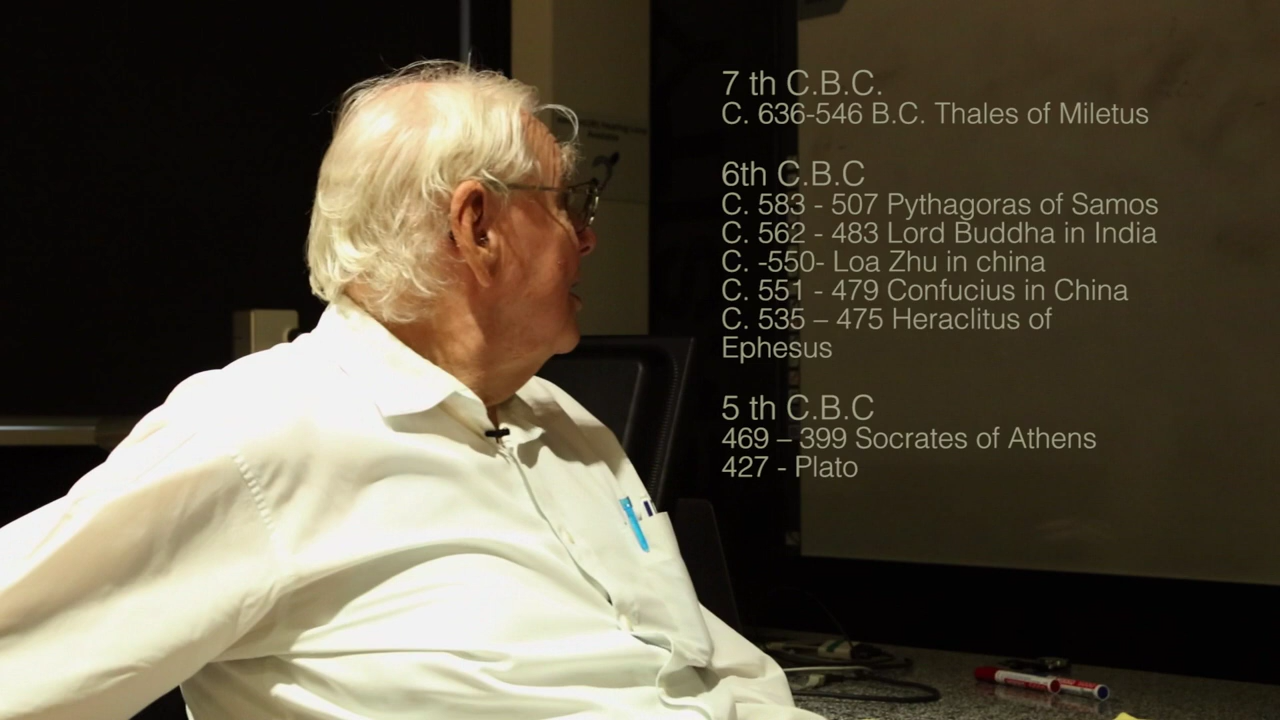 7 th C.B.C.
C. 636-546 B.C. Thales of Miletus
6th C.B.C
C. 583 - 507 Pythagoras of Samos
C. 562 - 483 Lord Buddha in India
C. -550- Loa Zhu in china
C. 551 - 479 Confucius in China
C. 535 – 475 Heraclitus of
Ephesus
5 th C.B.C
469 – 399 Socrates of Athens
427 - Plato